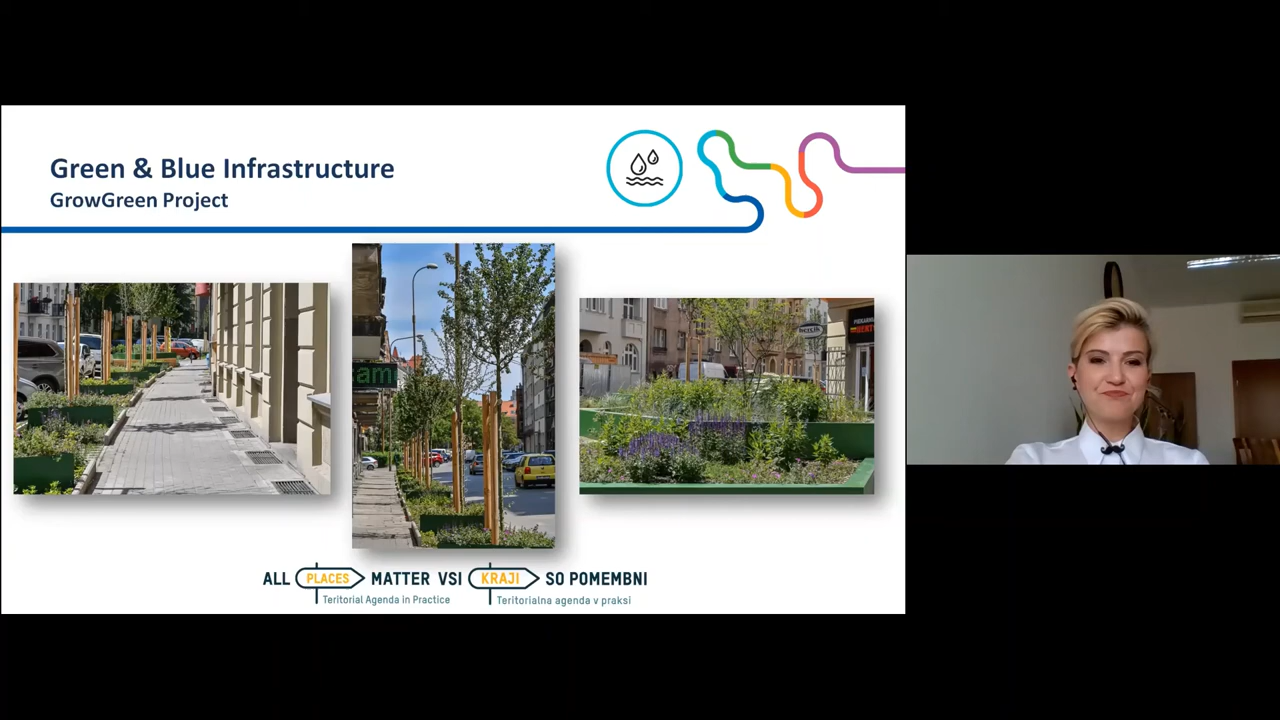 Green & Blue Infrastructure
GrowGreen Project
ALL PLACES MATTER VSI KRAJI SO POMEMBNI
Teritorial Agenda in Practice Teritorialna agenda v praksi